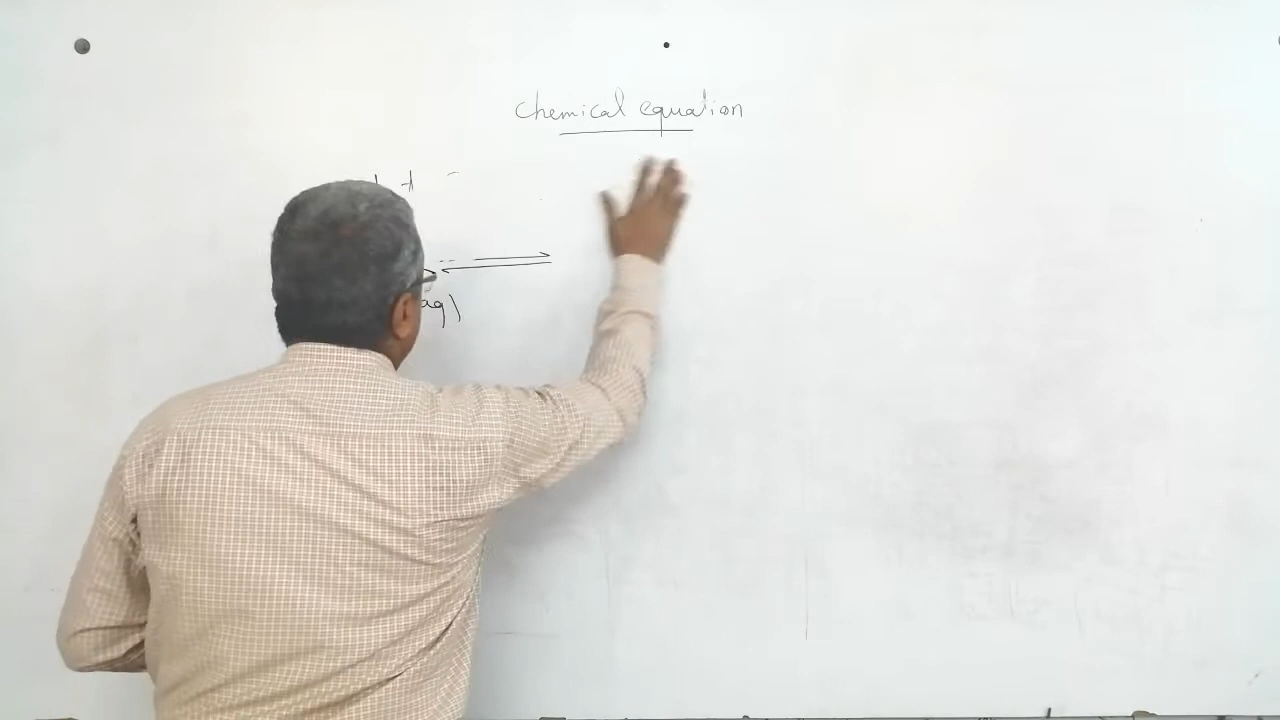 chemical equation
⇌
aq)